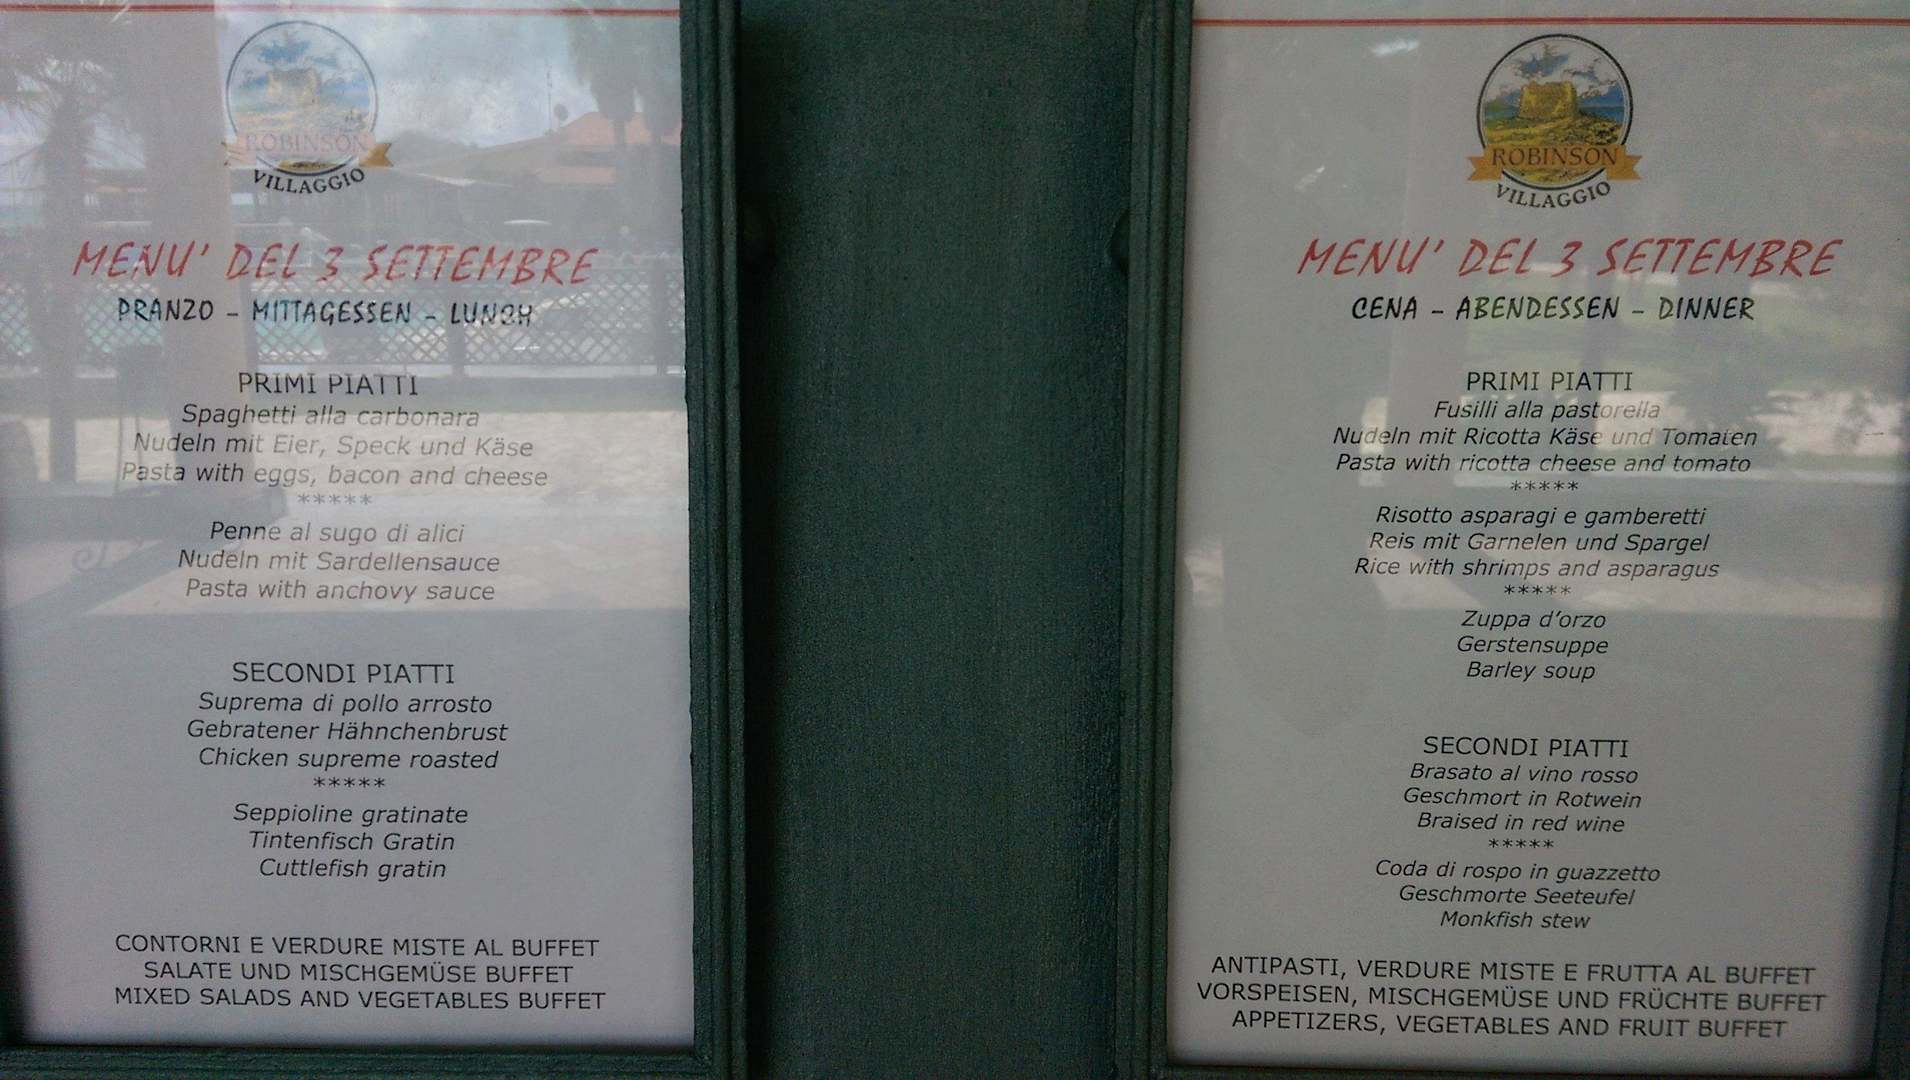 ROBINSON
VILLAGGIO
MENU' DEL 3 SETTEMBRE
PRANZO - MITTAGESSEN - LUNCH
PRIMI PIATTI
Spaghetti alla carbonara
Nudeln mit Eier, Speck und Käse
Pasta with eggs, bacon and cheese
*****
Penne al sugo di alici
Nudeln mit Sardellensauce
Pasta with anchovy sauce
SECONDI PIATTI
Suprema di pollo arrosto
Gebratener Hähnchenbrust
Chicken supreme roasted
*****
Seppioline gratinate
Tintenfisch Gratin
Cuttlefish gratin
CONTORNI E VERDURE MISTE AL BUFFET
SALATE UND MISCHGEMÜSE BUFFET
MIXED SALADS AND VEGETABLES BUFFET
ROBINSON
VILLAGGIO
MENU' DEL 3 SETTEMBRE
CENA - ABENDESSEN - DINNER
PRIMI PIATTI
Fusilli alla pastorella
Nudeln mit Ricotta Käse und Tomaten
Pasta with ricotta cheese and tomato
*****
Risotto asparagi e gamberetti
Reis mit Garnelen und Spargel
Rice with shrimps and asparagus
*****
Zuppa d'orzo
Gerstensuppe
Barley soup
SECONDI PIATTI
Brasato al vino rosso
Geschmort in Rotwein
Braised in red wine
*****
Coda di rospo in guazzetto
Geschmorte Seeteufel
Monkfish stew
ANTIPASTI, VERDURE MISTE E FRUTTA AL BUFFET
VORSPEISEN, MISCHGEMÜSE UND FRÜCHTE BUFFET
APPETIZERS, VEGETABLES AND FRUIT BUFFET